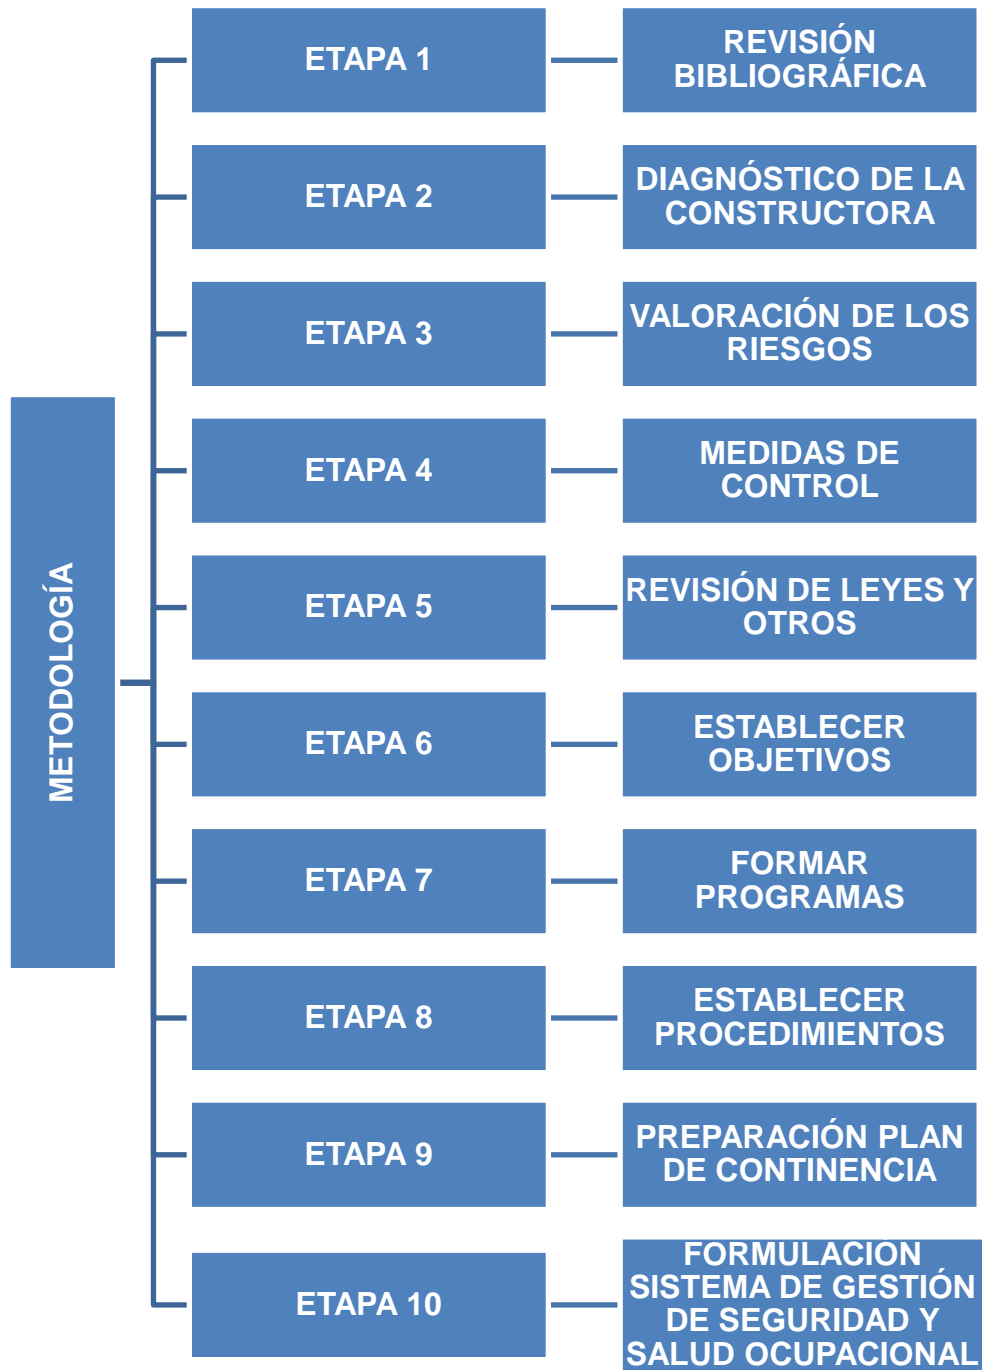 METODOLOGÍA
ETAPA 1
REVISIÓN
BIBLIOGRÁFICA
ETAPA 2
DIAGNÓSTICO DE LA
CONSTRUCTORA
ETAPA 3
VALORACIÓN DE LOS
RIESGOS
ETAPA 4
MEDIDAS DE
CONTROL
ETAPA 5
REVISIÓN DE LEYES Y
OTROS
ETAPA 6
ESTABLECER
OBJETIVOS
ETAPA 7
FORMAR
PROGRAMAS
ETAPA 8
ESTABLECER
PROCEDIMIENTOS
ETAPA 9
PREPARACIÓN PLAN
DE CONTINENCIA
ETAPA 10
FORMULACIÓN
SISTEMA DE GESTIÓN
DE SEGURIDAD Y
SALUD OCUPACIONAL